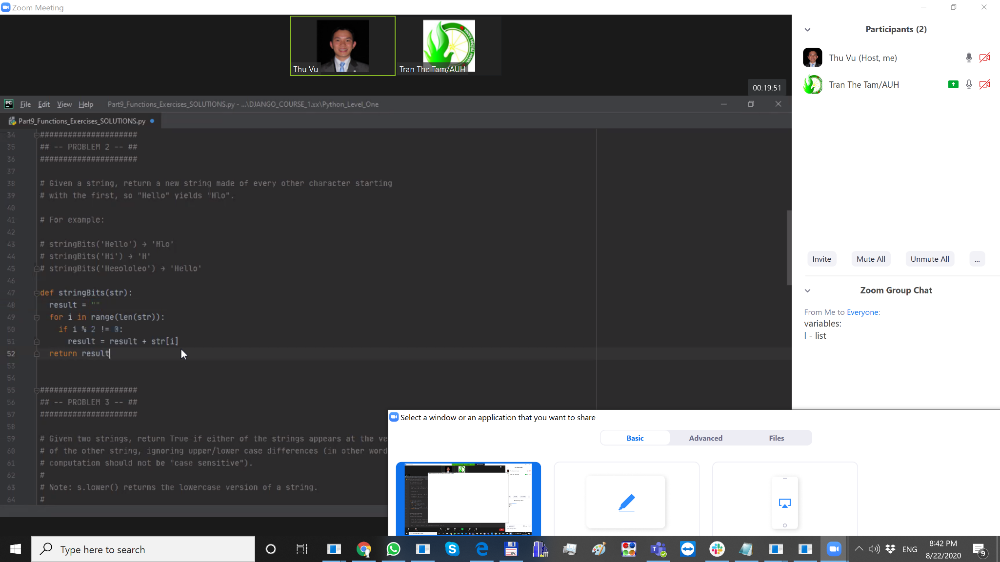 Zoom Meeting
Thu Vu
Tran The Tam/AUH
00:19:51
PC File Edit View Help Part9_Functions_Exercises_SOLUTIONS.py - ...\DJANGO_COURSE_1.xx\Python_Level_One
Part9_Functions_Exercises_SOLUTIONS.py
34 #####################
35 ## -- PROBLEM 2 -- ##
36 #####################
37
38 # Given a string, return a new string made of every other character starting
39 # with the first, so "Hello" yields "Hlo".
40
41 # For example:
42
43 # stringBits('Hello') → 'Hlo'
44 # stringBits('Hi') → 'H'
45 # stringBits('Heeololeo') → 'Hello'
46
47 def stringBits(str):
48 result = ""
49 for i in range(len(str)):
50 if i % 2 != 0:
51 result = result + str[i]
52 return result
53
54
55 #####################
56 ## -- PROBLEM 3 -- ##
57 #####################
58
59 # Given two strings, return True if either of the strings appears at the ve
60 # of the other string, ignoring upper/lower case differences (in other word
61 # computation should not be "case sensitive").
62 #
63 # Note: s.lower() returns the lowercase version of a string.
64 #
Participants (2)
Thu Vu (Host, me)
Tran The Tam/AUH
Invite Mute All Unmute All ...
Zoom Group Chat
From Me to Everyone:
variables:
l - list
Select a window or an application that you want to share
Basic Advanced Files
Type here to search
64
ENG
8:42 PM
8/22/2020
9